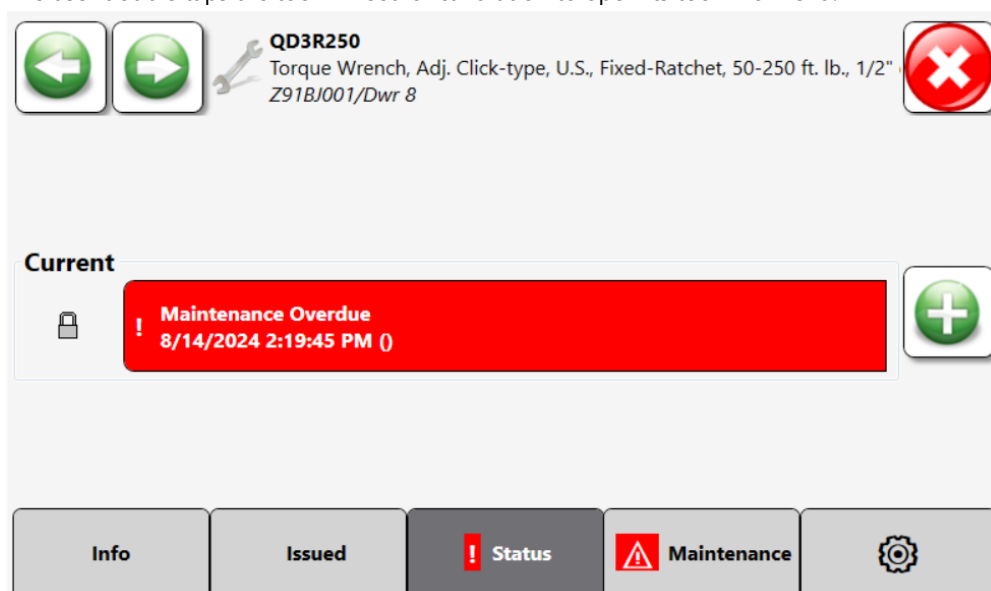 QD3R250
Torque Wrench, Adj. Click-type, U.S., Fixed-Ratchet, 50-250 ft. lb., 1/2"
Z91BJ001/Dwr 8
Current
! Maintenance Overdue
8/14/2024 2:19:45 PM ()
Info
Issued
! Status
Maintenance